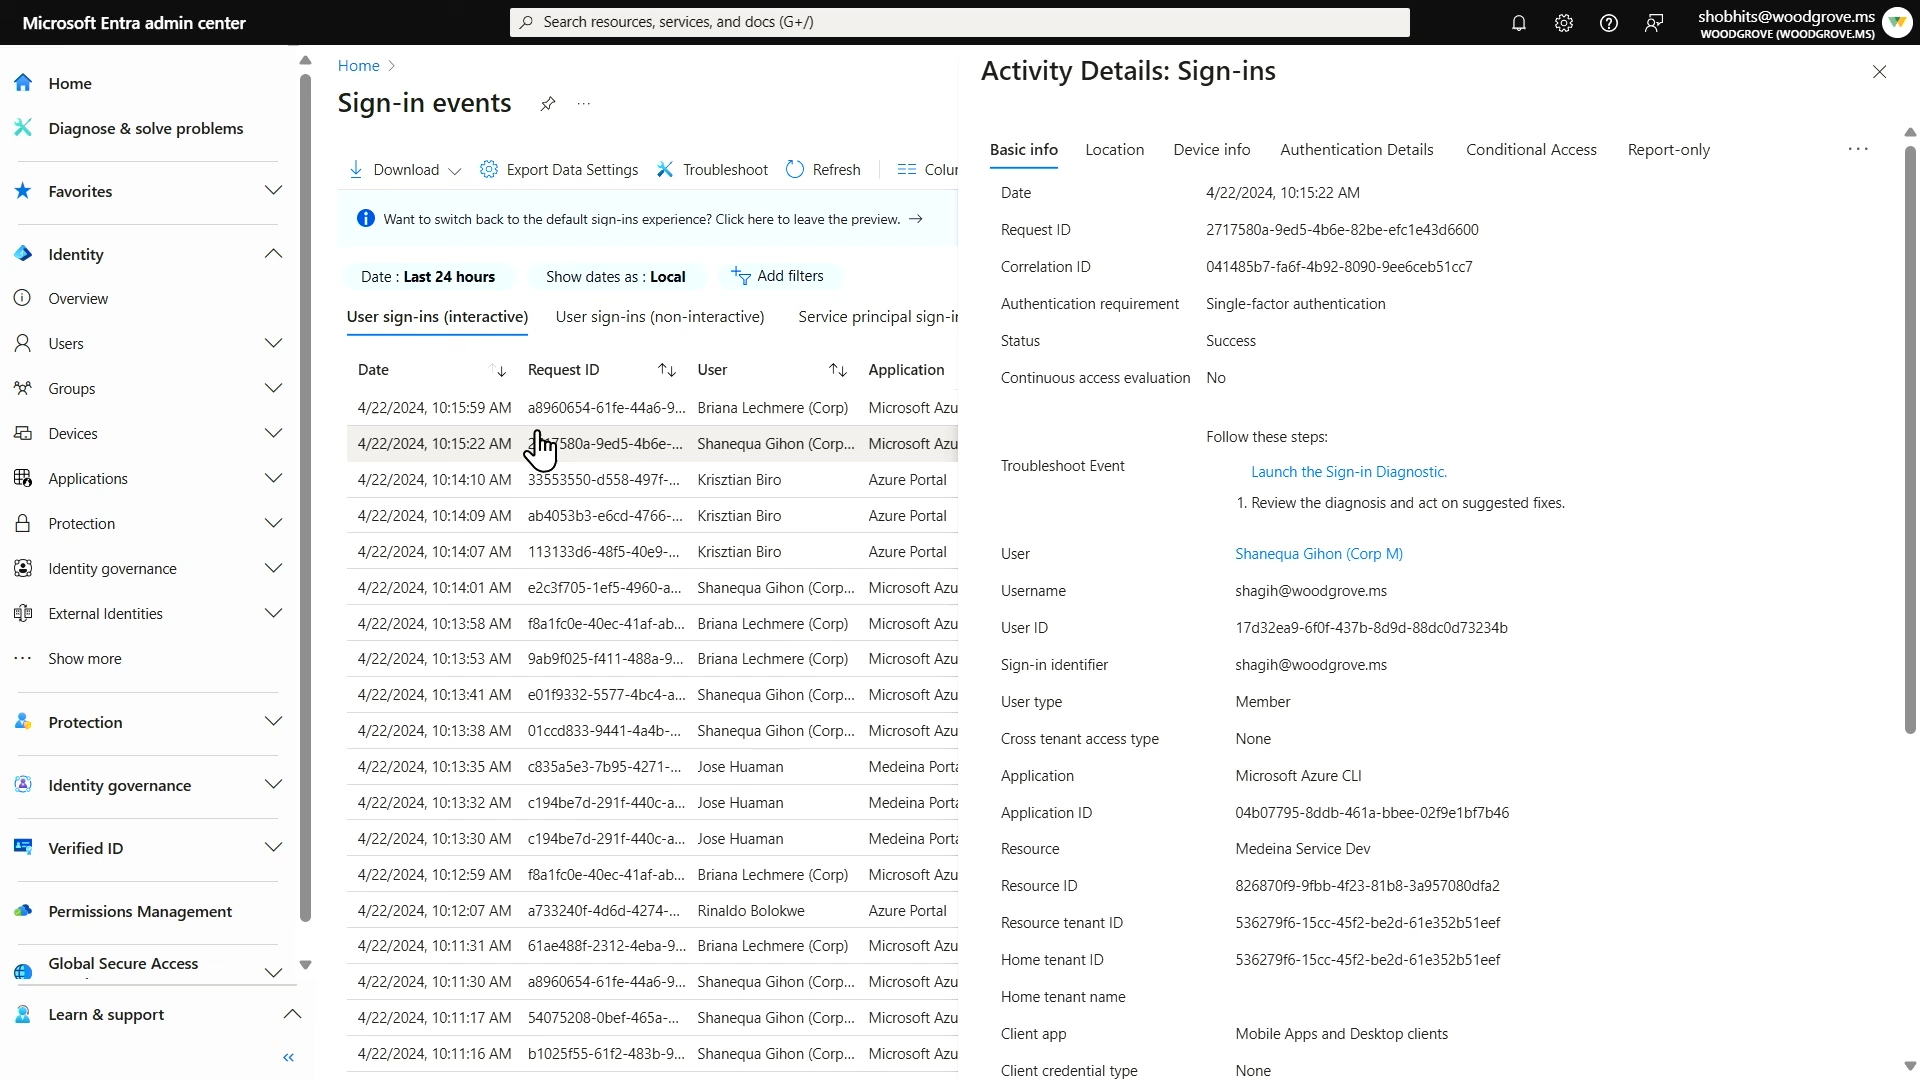 Microsoft Entra admin center
Search resources, services, and docs (G+/)
shobhits@woodgrove.ms
WOODGROVE (WOODGROVE.MS)
Home
Diagnose & solve problems
Favorites
Identity
Overview
Users
Groups
Devices
Applications
Protection
Identity governance
External Identities
Show more
Protection
Identity governance
Verified ID
Permissions Management
Global Secure Access
Learn & support
Home
Sign-in events
Download
Export Data Settings
Troubleshoot
Refresh
Colu
Want to switch back to the default sign-ins experience? Click here to leave the preview. →
Date : Last 24 hours
Show dates as : Local
Add filters
User sign-ins (interactive)
User sign-ins (non-interactive)
Service principal sign-i
Date Request ID User Application
4/22/2024, 10:15:59 AM a8960654-61fe-44a6-9... Briana Lechmere (Corp) Microsoft Azu
4/22/2024, 10:15:22 AM 580a-9ed5-4b6e-... Shanequa Gihon (Corp... Microsoft Azu
4/22/2024, 10:14:10 AM 33553550-d558-497f-... Krisztian Biro Azure Portal
4/22/2024, 10:14:09 AM ab4053b3-e6cd-4766-... Krisztian Biro Azure Portal
4/22/2024, 10:14:07 AM 113133d6-48f5-40e9-... Krisztian Biro Azure Portal
4/22/2024, 10:14:01 AM e2c3f705-1ef5-4960-a... Shanequa Gihon (Corp... Microsoft Azu
4/22/2024, 10:13:58 AM f8a1fc0e-40ec-41af-ab... Briana Lechmere (Corp) Microsoft Azu
4/22/2024, 10:13:53 AM 9ab9f025-f411-488a-9... Briana Lechmere (Corp) Microsoft Azu
4/22/2024, 10:13:41 AM e01f9332-5577-4bc4-a... Shanequa Gihon (Corp... Microsoft Azu
4/22/2024, 10:13:38 AM 01ccd833-9441-4a4b-... Shanequa Gihon (Corp... Microsoft Azu
4/22/2024, 10:13:35 AM c835a5e3-7b95-4271-... Jose Huaman Medeina Porta
4/22/2024, 10:13:32 AM c194be7d-291f-440c-a... Jose Huaman Medeina Porta
4/22/2024, 10:13:30 AM c194be7d-291f-440c-a... Jose Huaman Medeina Porta
4/22/2024, 10:12:59 AM f8a1fc0e-40ec-41af-ab... Briana Lechmere (Corp) Microsoft Azu
4/22/2024, 10:12:07 AM a733240f-4d6d-4274-... Rinaldo Bolokwe Azure Portal
4/22/2024, 10:11:31 AM 61ae488f-2312-4eba-9... Briana Lechmere (Corp) Microsoft Azu
4/22/2024, 10:11:30 AM a8960654-61fe-44a6-9... Shanequa Gihon (Corp... Microsoft Azu
4/22/2024, 10:11:17 AM 54075208-0bef-465a-... Shanequa Gihon (Corp... Microsoft Azu
4/22/2024, 10:11:16 AM b1025f55-61f2-483b-9... Shanequa Gihon (Corp... Microsoft Azu
Activity Details: Sign-ins
Basic info Location Device info Authentication Details Conditional Access Report-only ...
Date 4/22/2024, 10:15:22 AM
Request ID 2717580a-9ed5-4b6e-82be-efc1e43d6600
Correlation ID 041485b7-fa6f-4b92-8090-9ee6ceb51cc7
Authentication requirement Single-factor authentication
Status Success
Continuous access evaluation No
Follow these steps:
Troubleshoot Event
Launch the Sign-in Diagnostic.
1. Review the diagnosis and act on suggested fixes.
User Shanequa Gihon (Corp M)
Username shagih@woodgrove.ms
User ID 17d32ea9-6f0f-437b-8d9d-88dc0d73234b
Sign-in identifier shagih@woodgrove.ms
User type Member
Cross tenant access type None
Application Microsoft Azure CLI
Application ID 04b07795-8ddb-461a-bbee-02f9e1bf7b46
Resource Medeina Service Dev
Resource ID 826870f9-9fbb-4f23-81b8-3a957080dfa2
Resource tenant ID 536279f6-15cc-45f2-be2d-61e352b51eef
Home tenant ID 536279f6-15cc-45f2-be2d-61e352b51eef
Home tenant name
Client app Mobile Apps and Desktop clients
Client credential type None